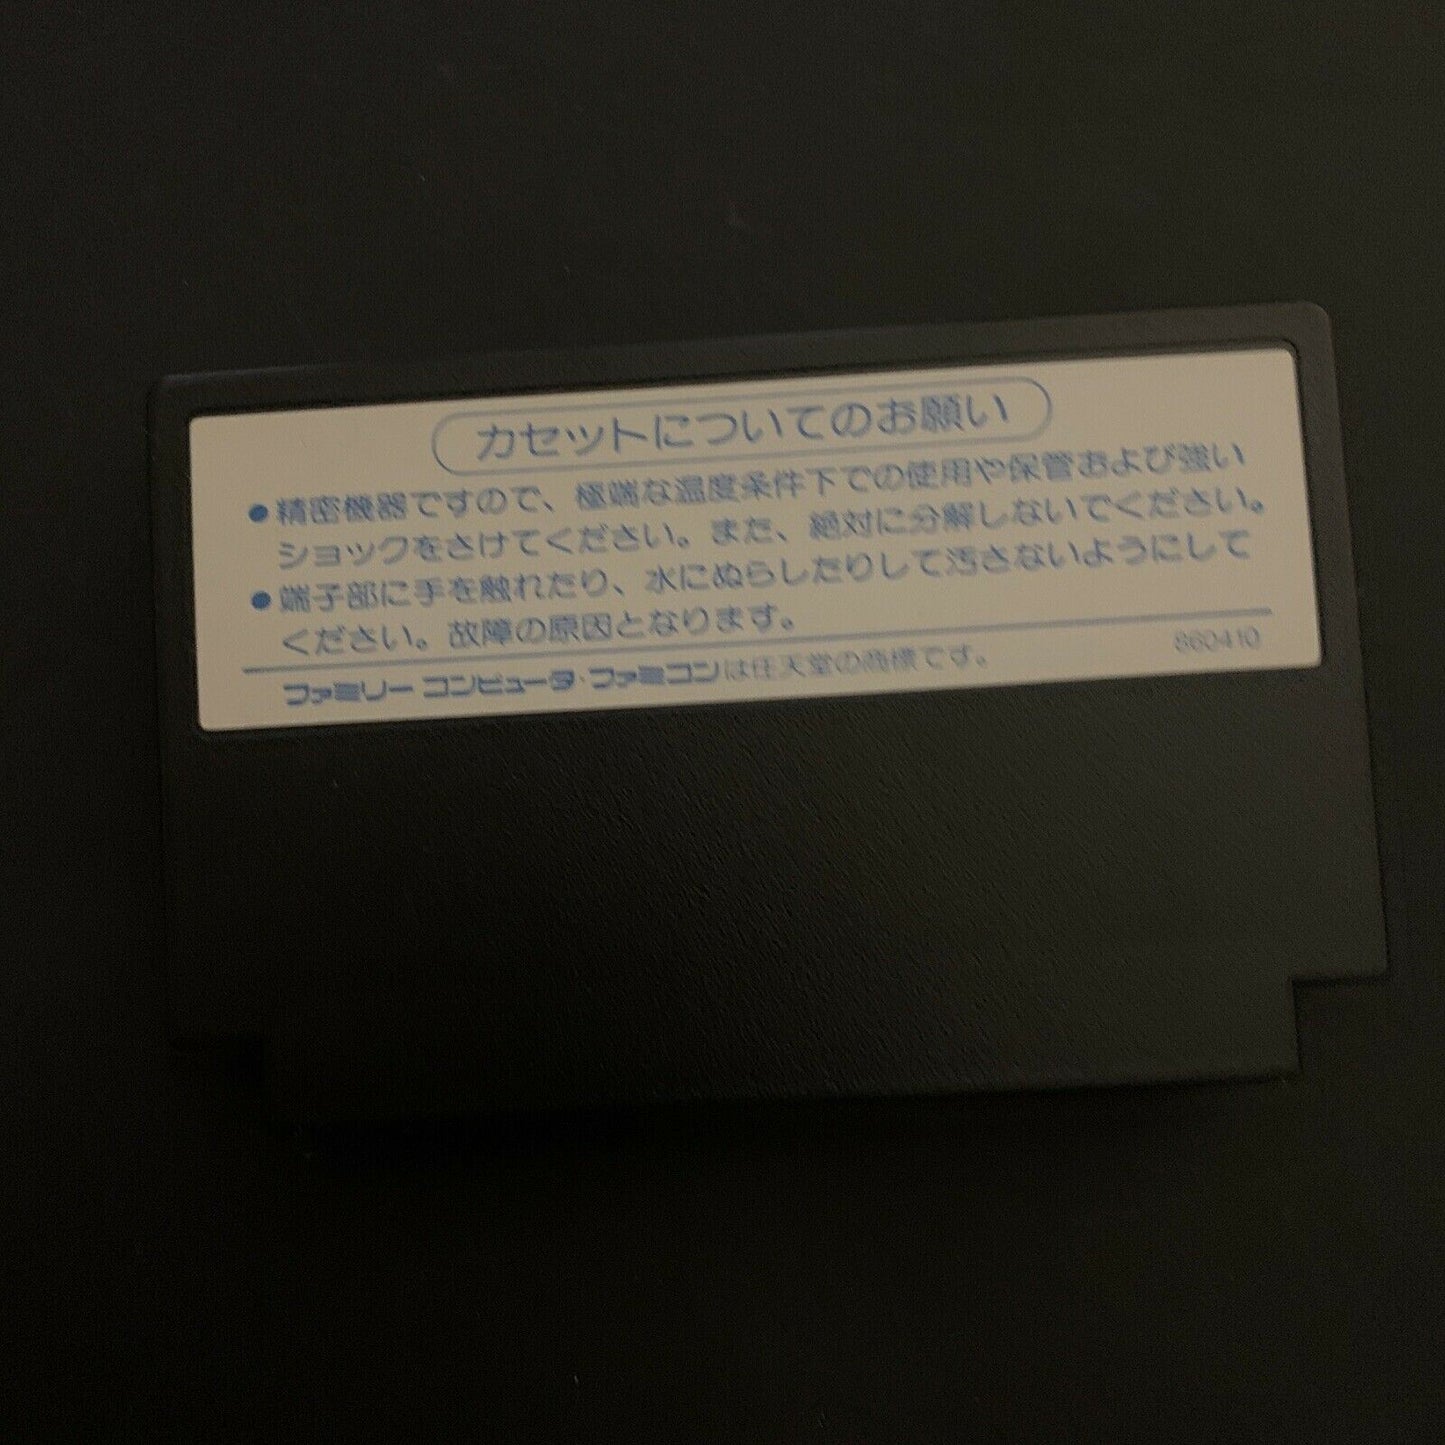 カセットについてのお願い
●精密機器ですので、極端な温度条件下での使用や保管および強い
ショックをさけてください。また、絶対に分解しないでください。
●端子部に手を触れたり、水にぬらしたりして汚さないようにして
ください。故障の原因となります。
ファミリー コンピュータ・ファミコンは任天堂の商標です。 860410